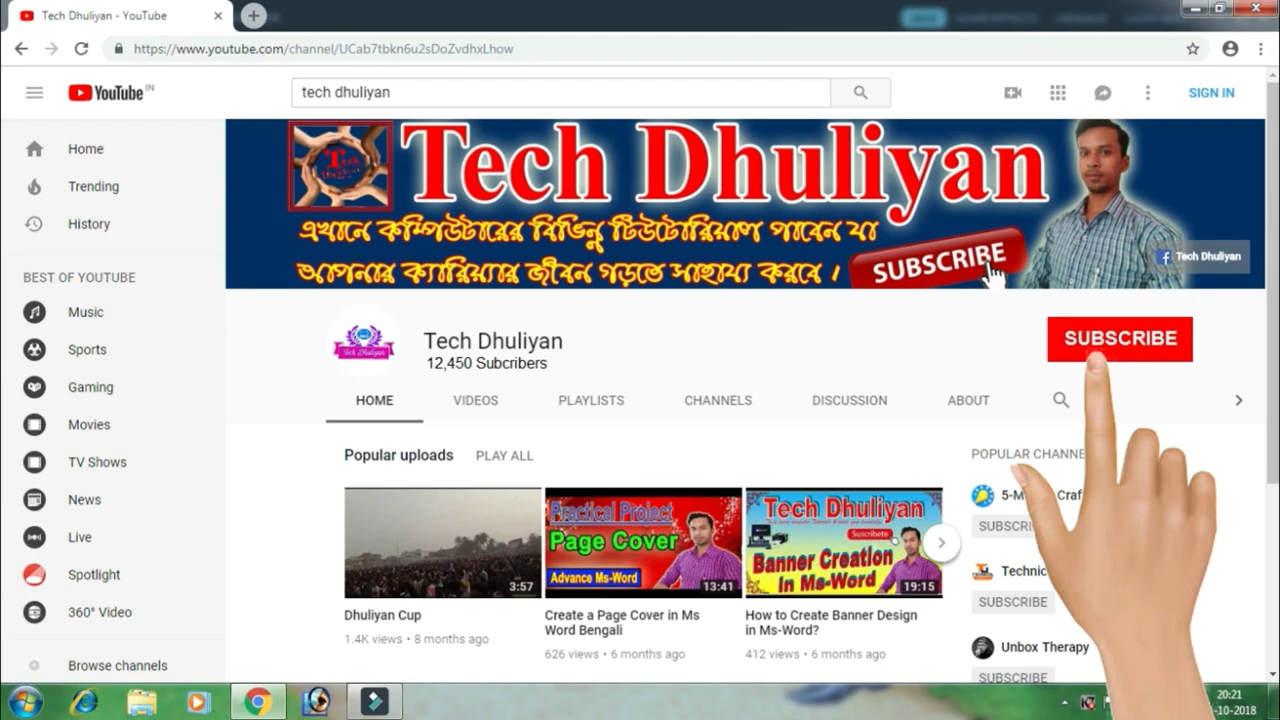 Tech Dhuliyan - YouTube
https://www.youtube.com/channel/UCab7tbkn6u2sDoZvdhxLhow
YouTube IN
tech dhuliyan
SIGN IN
Home
Trending
History
BEST OF YOUTUBE
Music
Sports
Gaming
Movies
TV Shows
News
Live
Spotlight
360° Video
Browse channels
Tech Dhuliyan
এখানে কম্পিউটারের বিভিন্ন টিউটোরিয়াল পাবেন যা
আপনার ক্যারিয়ার জীবন গড়তে সাহায্য করবে ।
SUBSCRIBE
Tech Dhuliyan
Tech Dhuliyan
Tech Dhuliyan
12,450 Subcribers
SUBSCRIBE
HOME VIDEOS PLAYLISTS CHANNELS DISCUSSION ABOUT
Popular uploads PLAY ALL
3:57
Dhuliyan Cup
1.4K views • 8 months ago
Practical Project
Page Cover
Advance Ms-Word
13:41
Create a Page Cover in Ms
Word Bengali
626 views • 6 months ago
Tech Dhuliyan
Suscribete
Banner Creation
in Ms-Word
19:15
How to Create Banner Design
in Ms-Word?
412 views • 6 months ago
POPULAR CHANNE
SUBSCRI
Technic
SUBSCRIBE
Unbox Therapy
SUBSCRIBE
20:21
-10-2018